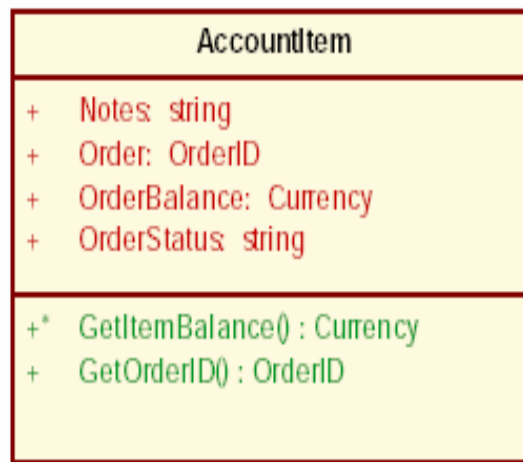 AccountItem
+ Notes: string
+ Order: OrderID
+ OrderBalance: Currency
+ OrderStatus: string
+* GetItemBalance() : Currency
+ GetOrderID() : OrderID